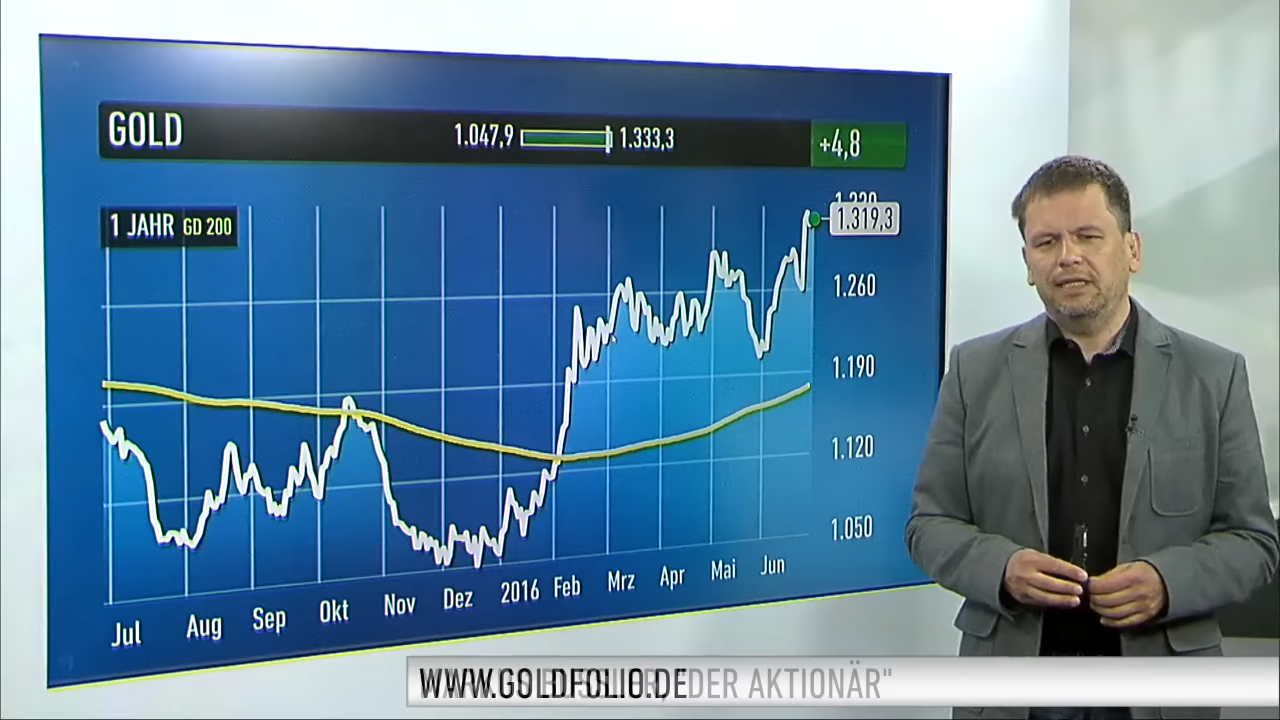 GOLD
1.047,9
1.333,3
+4,8
1 JAHR GD 200
1.319,3
1.260
1.190
1.120
1.050
Jul Aug Sep Okt Nov Dez 2016 Feb Mrz Apr Mai Jun
WWW.GOLDFOLIO.DE
"DER AKTIONÄR"